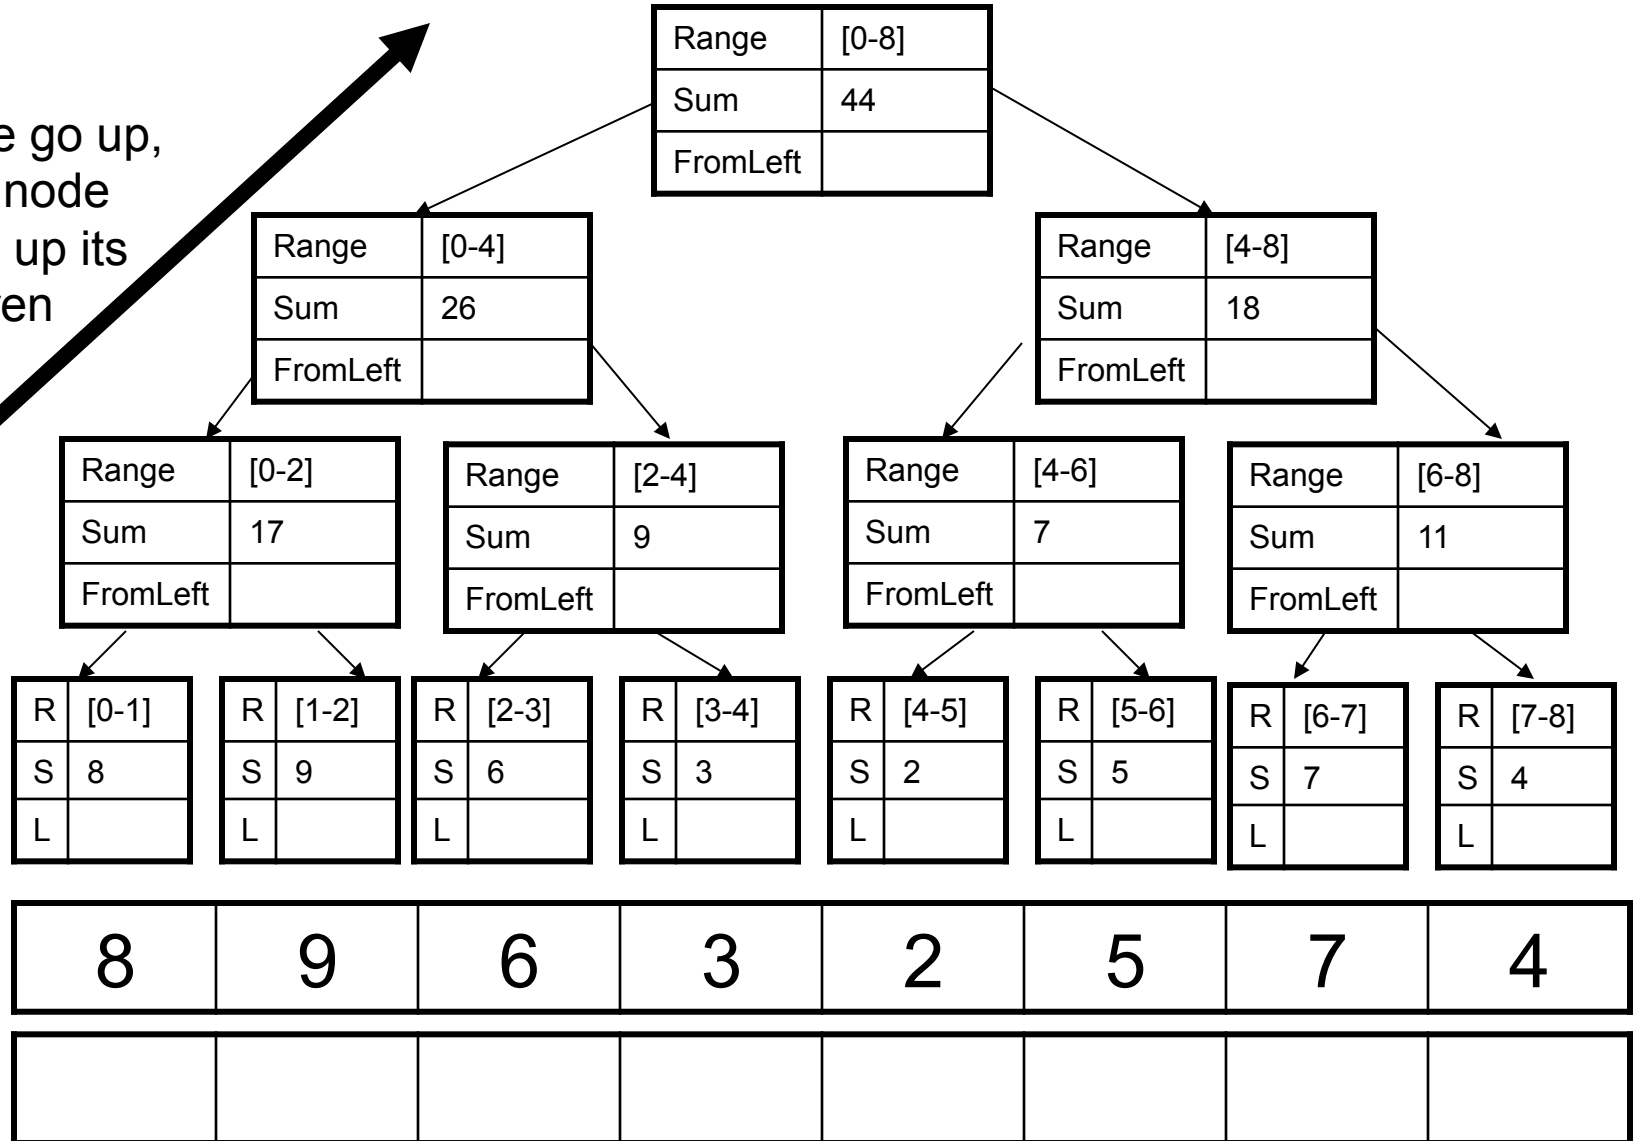 Range [0-8]
Sum 44
FromLeft
go up,
node
up its
Range [0-4]
Sum 26
FromLeft
Range [4-8]
Sum 18
FromLeft
Range [0-2]
Sum 17
FromLeft
Range [2-4]
Sum 9
FromLeft
Range [4-6]
Sum 7
FromLeft
Range [6-8]
Sum 11
FromLeft
R [0-1]
S 8
L
R [1-2]
S 9
L
R [2-3]
S 6
L
R [3-4]
S 3
L
R [4-5]
S 2
L
R [5-6]
S 5
L
R [6-7]
S 7
L
R [7-8]
S 4
L
8 9 6 3 2 5 7 4